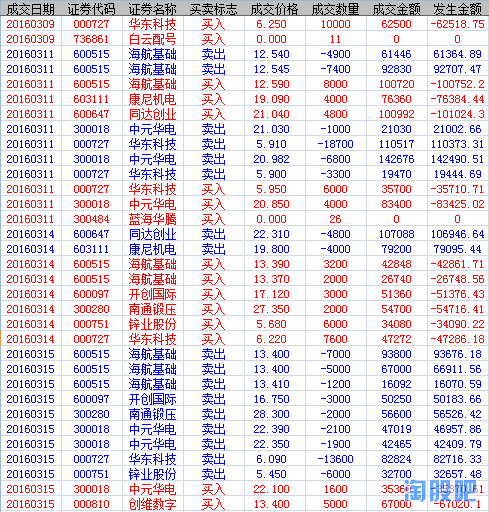 成交日期 证券代码 证券名称 买卖标志 成交价格 成交数量 成交金额 发生金额
20160309 000727 华东科技 买入 6.250 10000 62500 -62518.75
20160309 736861 白云配号 买入 0.000 11 0 0
20160311 600515 海航基础 卖出 12.540 -4900 61446 61364.89
20160311 600515 海航基础 卖出 12.545 -7400 92830 92707.47
20160311 600515 海航基础 买入 12.590 8000 100720 -100752.2
20160311 603111 康尼机电 买入 19.090 4000 76360 -76384.44
20160311 600647 同达创业 买入 21.040 4800 100992 -101024.3
20160311 300018 中元华电 卖出 21.030 -1000 21030 21002.66
20160311 000727 华东科技 卖出 5.910 -18700 110517 110373.31
20160311 300018 中元华电 卖出 20.982 -6800 142676 142490.51
20160311 000727 华东科技 卖出 5.900 -3300 19470 19444.69
20160311 000727 华东科技 买入 5.950 6000 35700 -35710.71
20160311 300018 中元华电 买入 20.850 4000 83400 -83425.02
20160311 300484 蓝海华腾 买入 0.000 26 0 0
20160314 600647 同达创业 卖出 22.310 -4800 107088 106946.64
20160314 603111 康尼机电 卖出 19.800 -4000 79200 79095.44
20160314 600515 海航基础 买入 13.390 3200 42848 -42861.71
20160314 600515 海航基础 买入 13.370 2000 26740 -26748.56
20160314 600097 开创国际 买入 17.120 3000 51360 -51376.43
20160314 300280 南通锻压 买入 27.350 2000 54700 -54716.41
20160314 000751 锌业股份 买入 5.680 6000 34080 -34090.22
20160314 000727 华东科技 买入 6.220 7600 47272 -47286.18
20160315 600515 海航基础 卖出 13.400 -7000 93800 93676.18
20160315 600515 海航基础 卖出 13.400 -5000 67000 66911.56
20160315 600515 海航基础 卖出 13.410 -1200 16092 16070.59
20160315 600097 开创国际 卖出 16.750 -3000 50250 50183.66
20160315 300280 南通锻压 卖出 28.300 -2000 56600 56526.42
20160315 300018 中元华电 卖出 22.390 -2100 47019 46957.86
20160315 300018 中元华电 卖出 22.350 -1900 42465 42409.79
20160315 000727 华东科技 卖出 6.090 -13600 82824 82716.33
20160315 000751 锌业股份 卖出 5.450 -6000 32700 32657.48
20160315 300018 中元华电 买入 22.100 1600 35360 -35370.61
20160315 000810 创维数字 买入 13.400 5000 67000 -67020.1
淘股吧